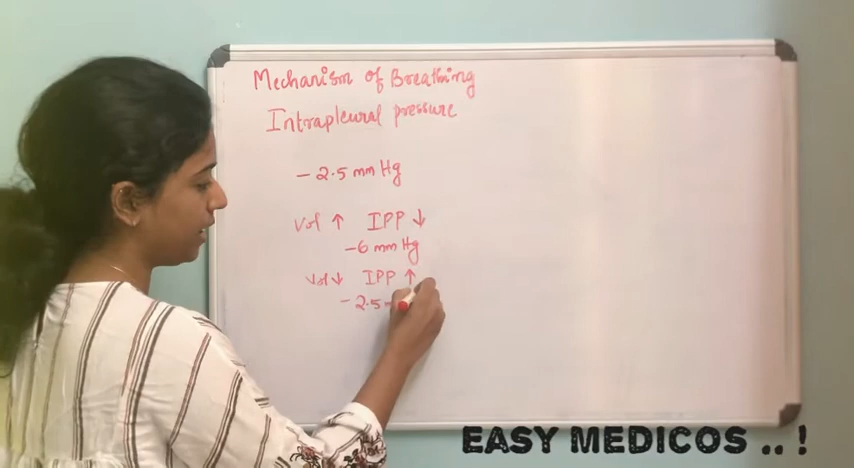 Mechanism of Breathing
Intrapleural pressure
- 2.5 mm Hg
Vol ↑ IPP ↓
-6 mm Hg
Vol ↓ IPP ↑
- 2.5
EASY MEDICOS .. !